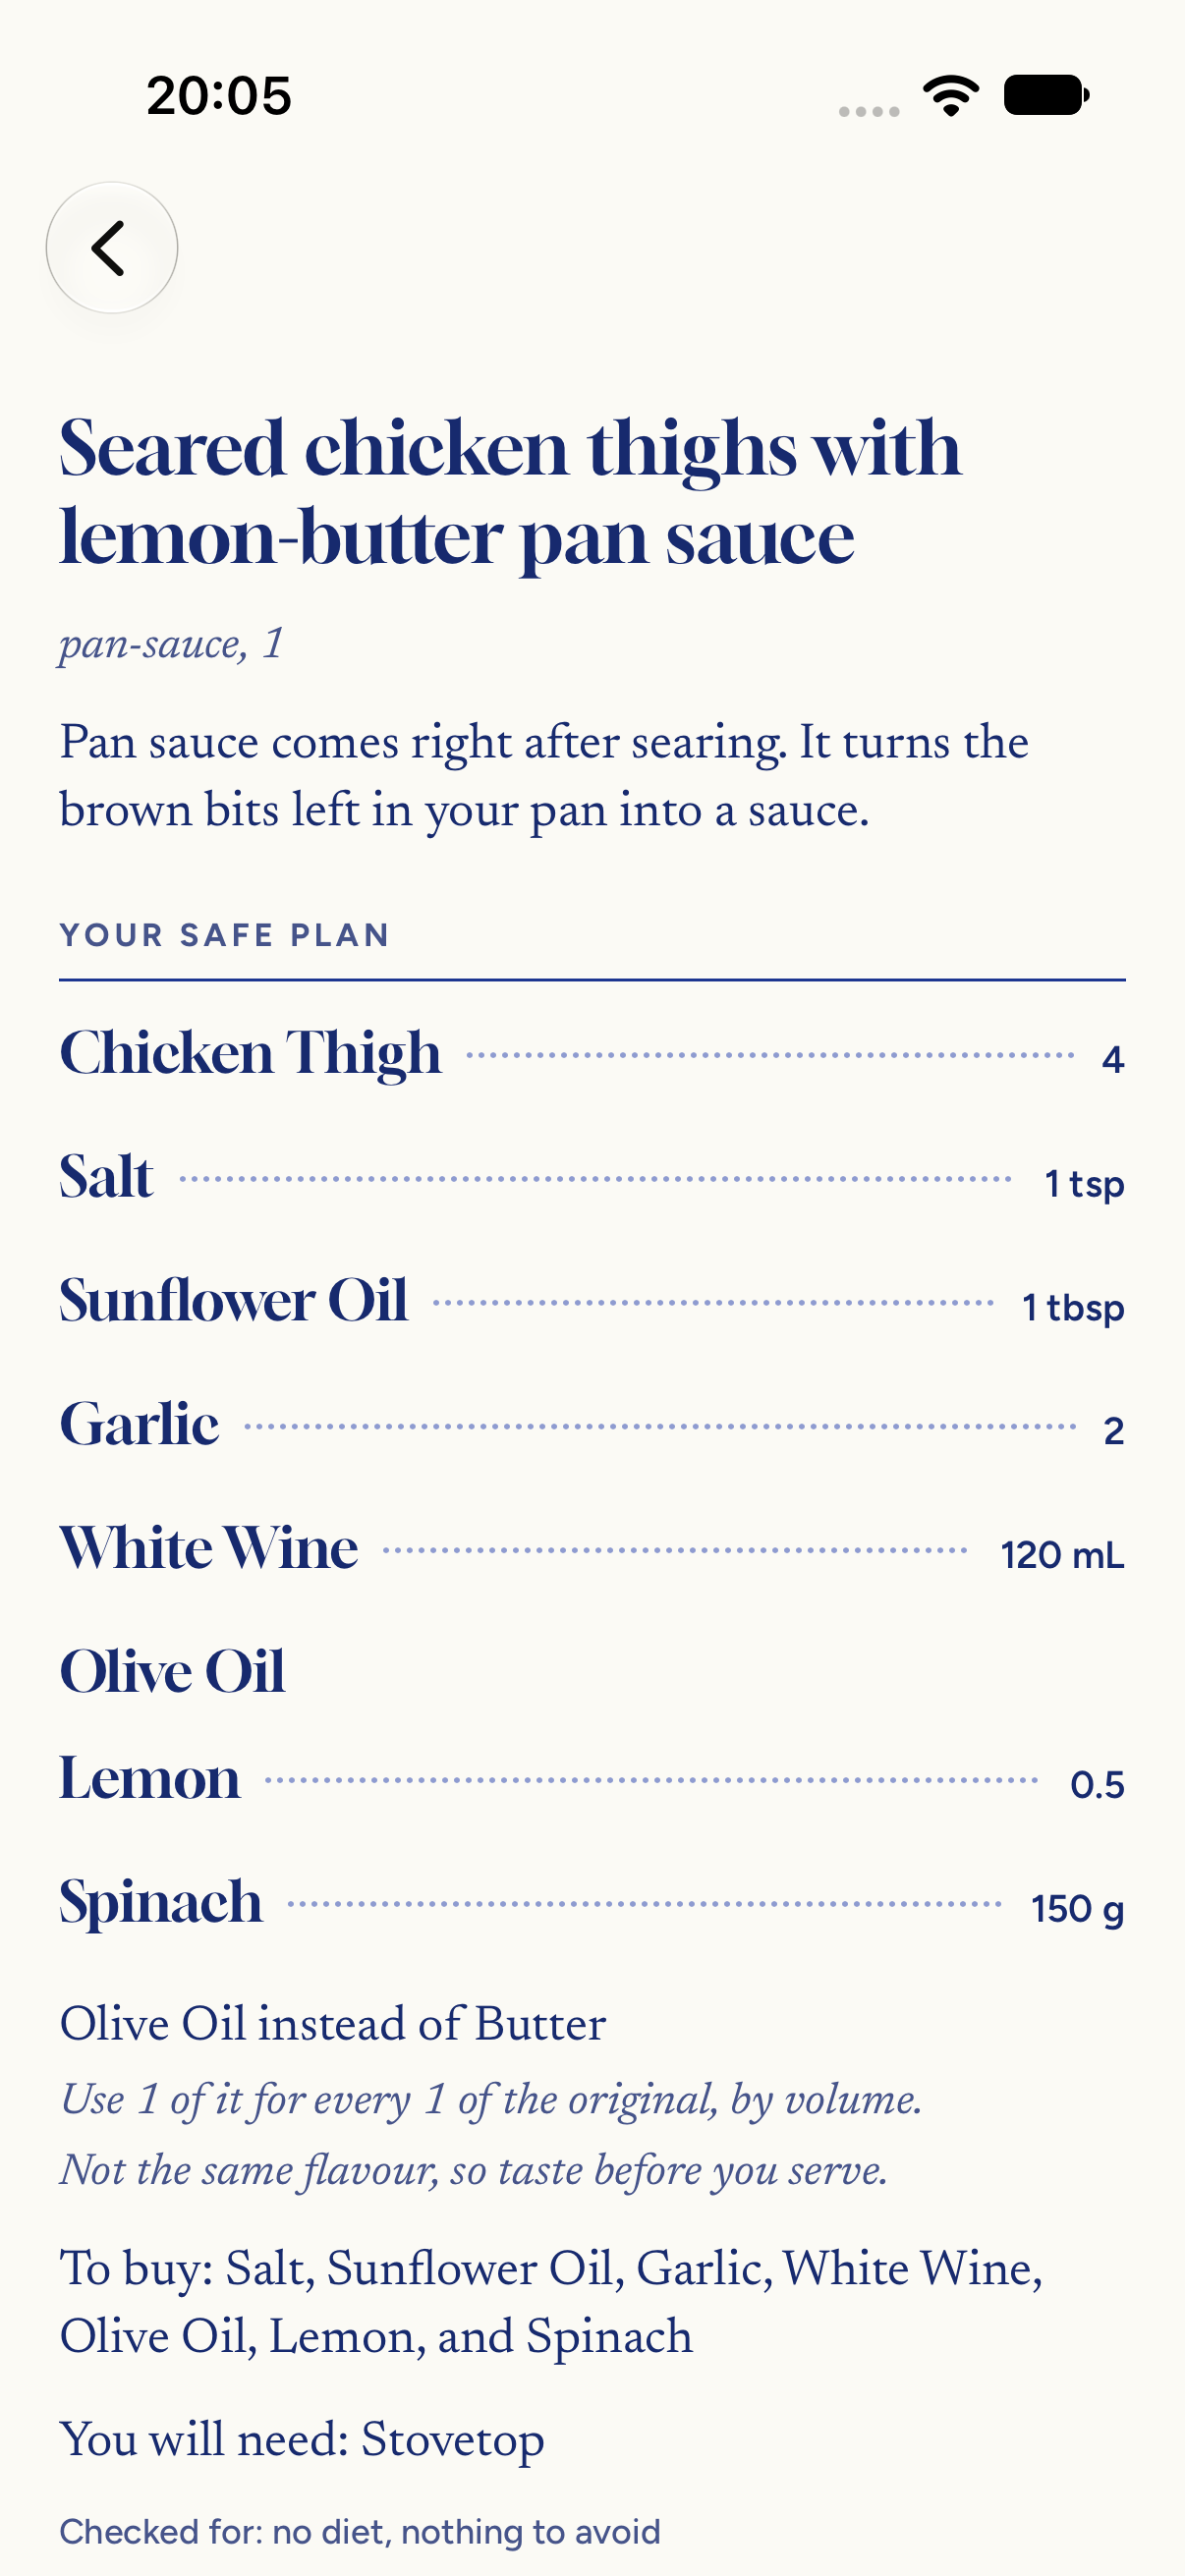 20:05
Seared chicken thighs with
lemon-butter pan sauce
pan-sauce, 1
Pan sauce comes right after searing. It turns the
brown bits left in your pan into a sauce.
YOUR SAFE PLAN
Chicken Thigh 4
Salt 1 tsp
Sunflower Oil 1 tbsp
Garlic 2
White Wine 120 mL
Olive Oil
Lemon 0.5
Spinach 150 g
Olive Oil instead of Butter
Use 1 of it for every 1 of the original, by volume.
Not the same flavour, so taste before you serve.
To buy: Salt, Sunflower Oil, Garlic, White Wine,
Olive Oil, Lemon, and Spinach
You will need: Stovetop
Checked for: no diet, nothing to avoid